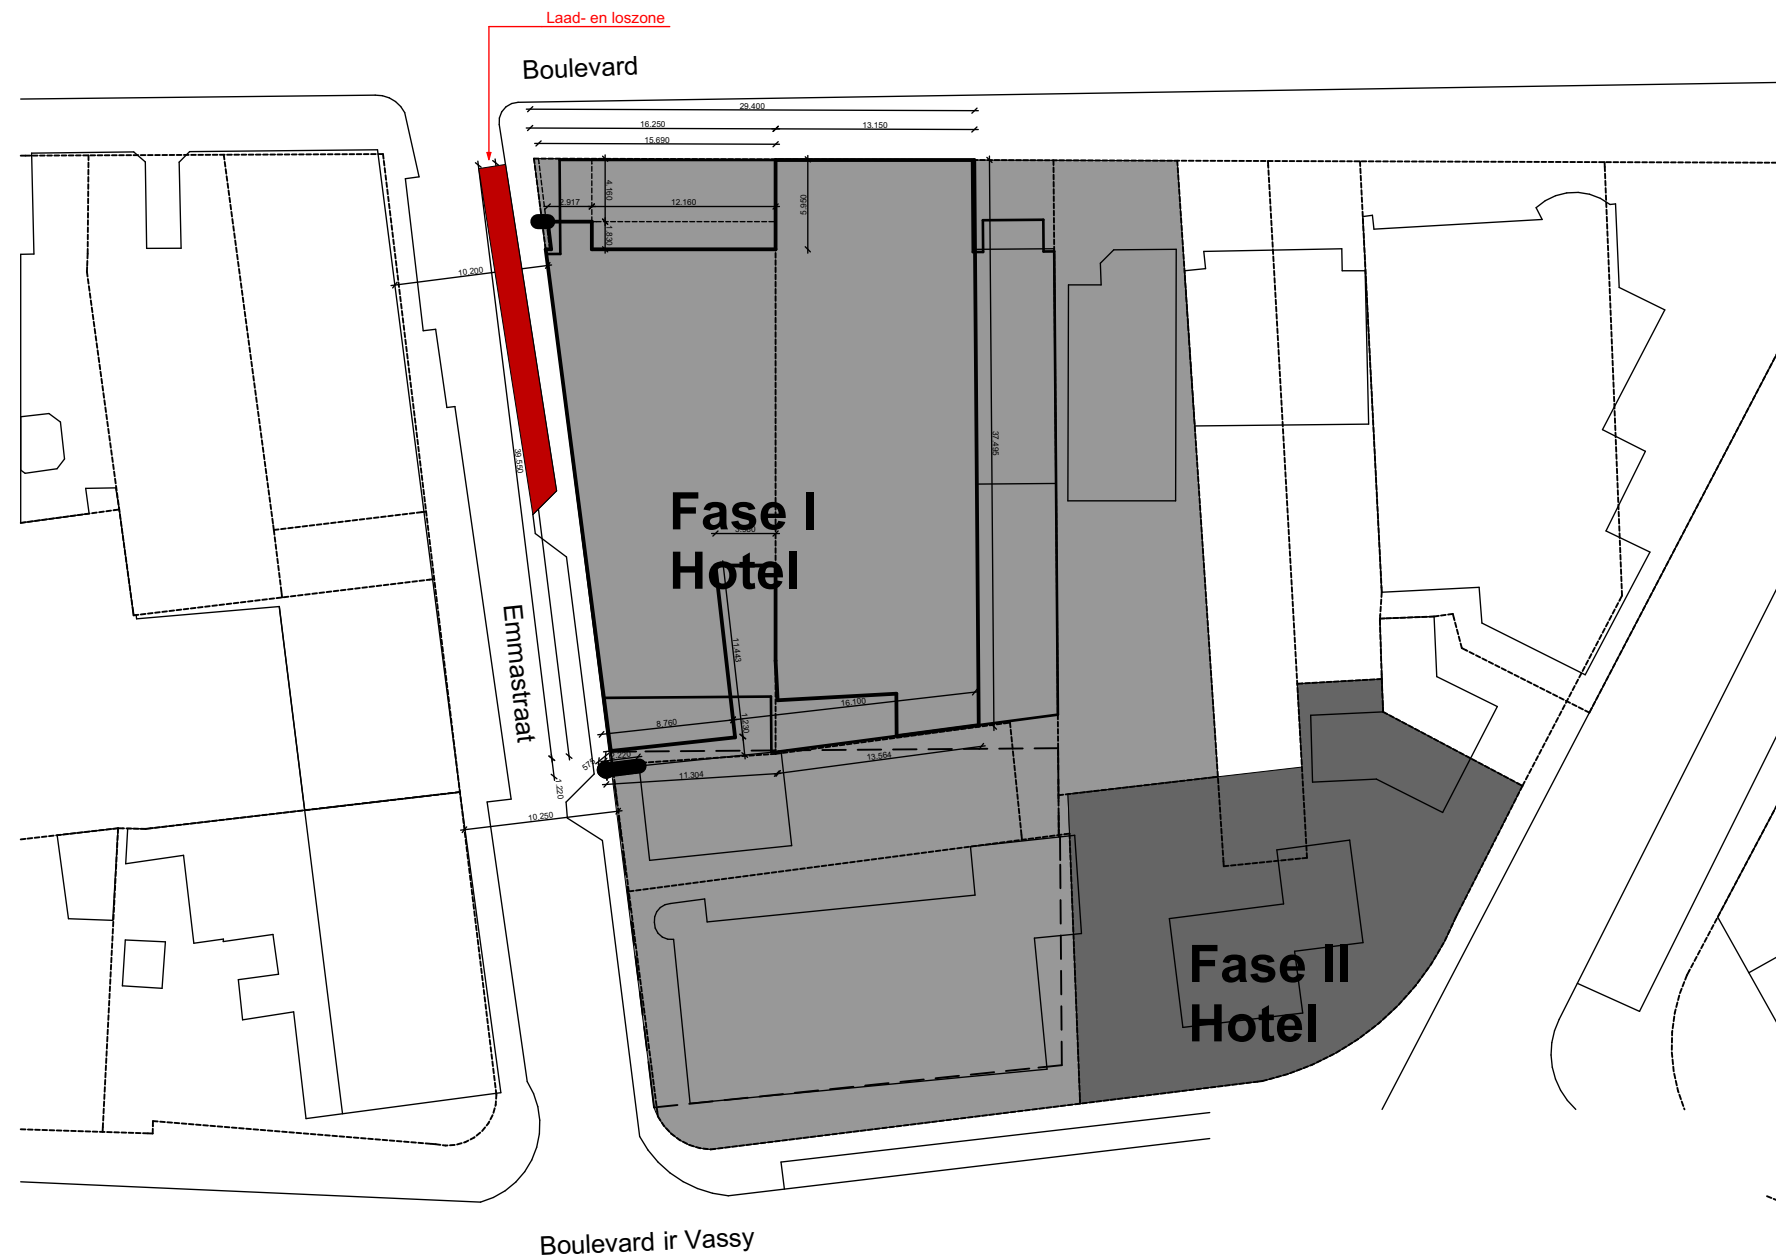 Laad- en loszone
Boulevard
29.400
16.250
13.150
15.690
4.160
5.950
2.917
12.160
1.830
10.200
39.550
37.495
Fase I
Hotel
11.443
Emmastraat
16.100
8.760
1.230
13.564
11.304
1.220
10.250
Fase II
Hotel
Boulevard ir Vassy